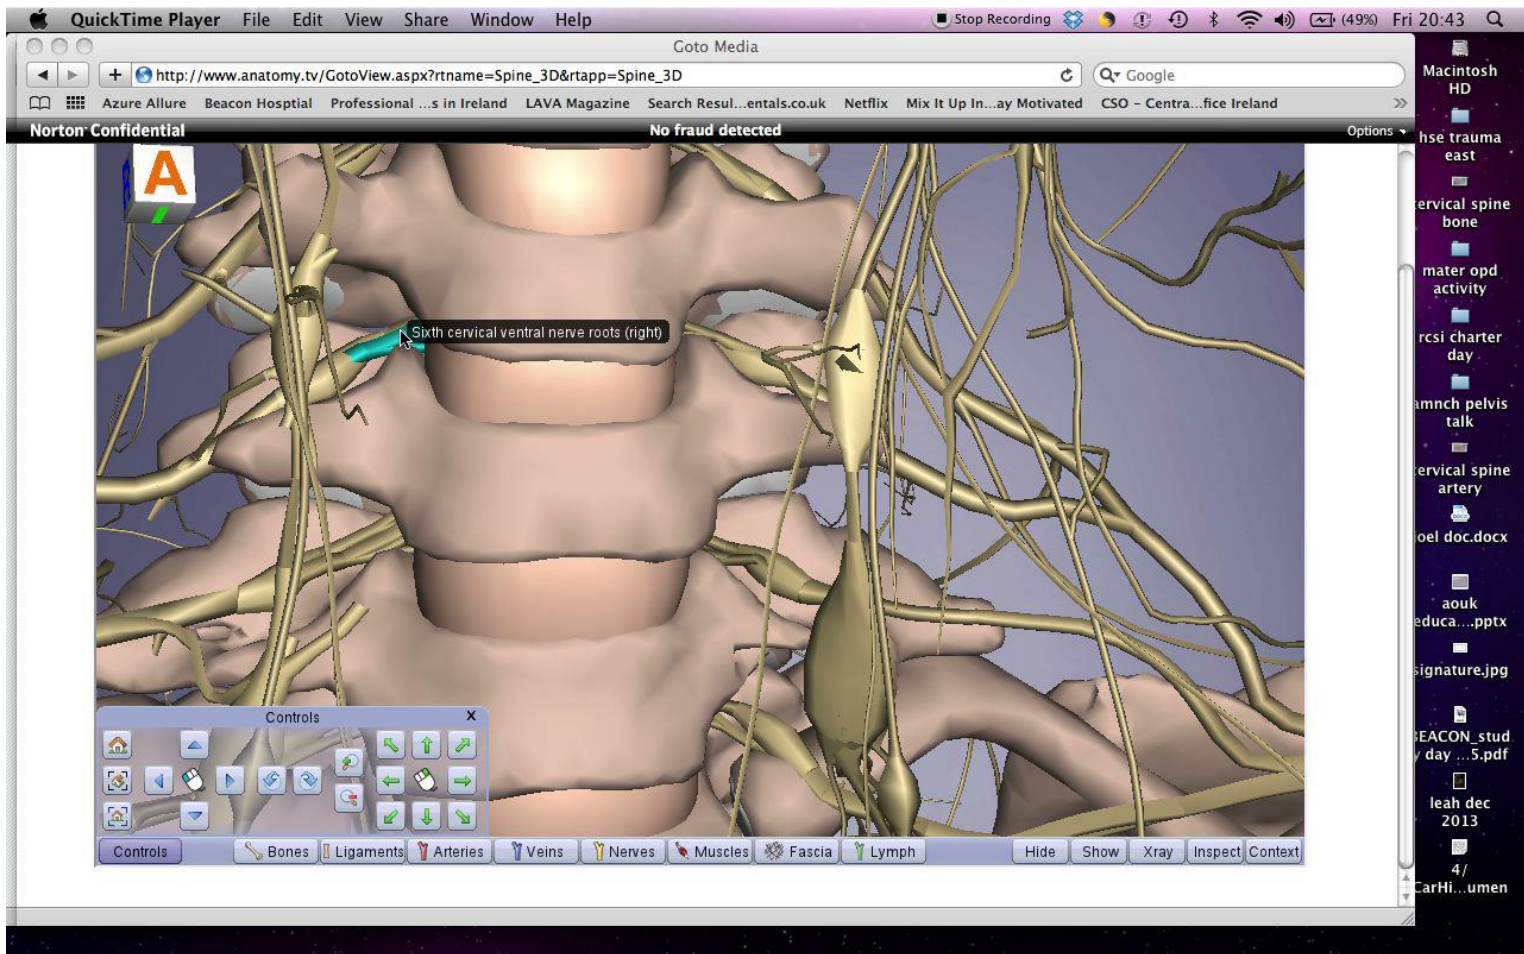 QuickTime Player File Edit View Share Window Help Stop Recording (49%) Fri 20:43
Goto Media
http://www.anatomy.tv/GotoView.aspx?rtname=Spine_3D&rtapp=Spine_3D
Google
Azure Allure Beacon Hosptial Professional ...s in Ireland LAVA Magazine Search Resul...entals.co.uk Netflix Mix It Up In...ay Motivated CSO – Centra...fice Ireland
Norton Confidential No fraud detected Options
A
Sixth cervical ventral nerve roots (right)
Controls X
Controls Bones Ligaments Arteries Veins Nerves Muscles Fascia Lymph Hide Show Xray Inspect Context
Macintosh
HD
hse trauma
east
ervical spine
bone
mater opd
activity
rcsi charter
day
amnch pelvis
talk
ervical spine
artery
oel doc.docx
aouk
educa....pptx
signature.jpg
BEACON_stud
y day ...5.pdf
leah dec
2013
4/
CarHi...umen